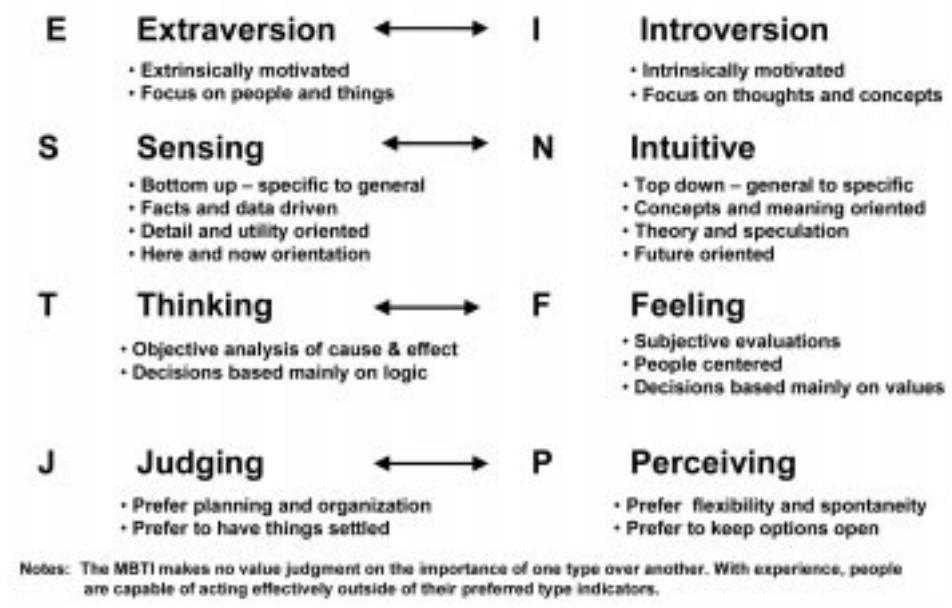 E Extraversion I Introversion
• Extrinsically motivated
• Focus on people and things
• Intrinsically motivated
• Focus on thoughts and concepts
S Sensing N Intuitive
• Bottom up – specific to general
• Facts and data driven
• Detail and utility oriented
• Here and now orientation
• Top down – general to specific
• Concepts and meaning oriented
• Theory and speculation
• Future oriented
T Thinking F Feeling
• Objective analysis of cause & effect
• Decisions based mainly on logic
• Subjective evaluations
• People centered
• Decisions based mainly on values
J Judging P Perceiving
• Prefer planning and organization
• Prefer to have things settled
• Prefer flexibility and spontaneity
• Prefer to keep options open
Notes: The MBTI makes no value judgment on the importance of one type over another. With experience, people
are capable of acting effectively outside of their preferred type indicators.